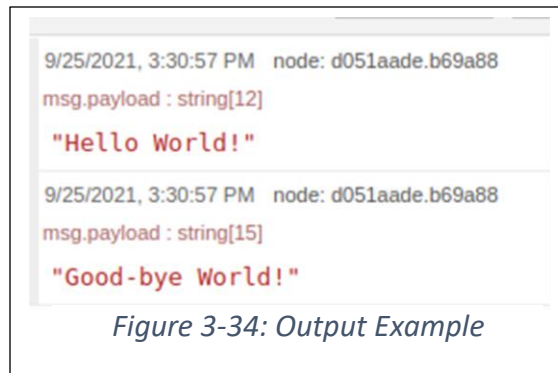 9/25/2021, 3:30:57 PM node: d051aade.b69a88
msg.payload : string[12]
"Hello World!"
9/25/2021, 3:30:57 PM node: d051aade.b69a88
msg.payload : string[15]
"Good-bye World!"
Figure 3-34: Output Example